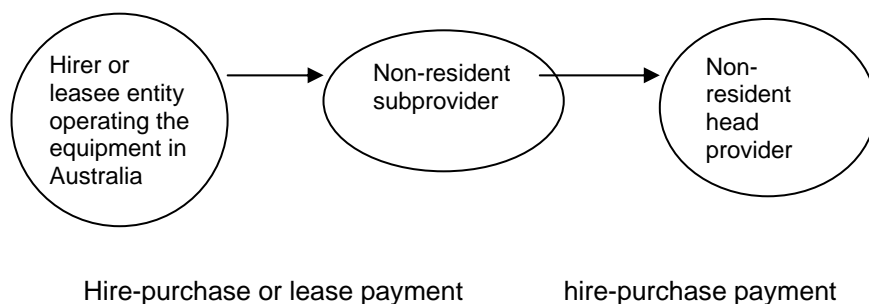 Hirer or
leasee entity
operating the
equipment in
Australia
Non-resident
subprovider
Non-
resident
head
provider
Hire-purchase or lease payment
hire-purchase payment